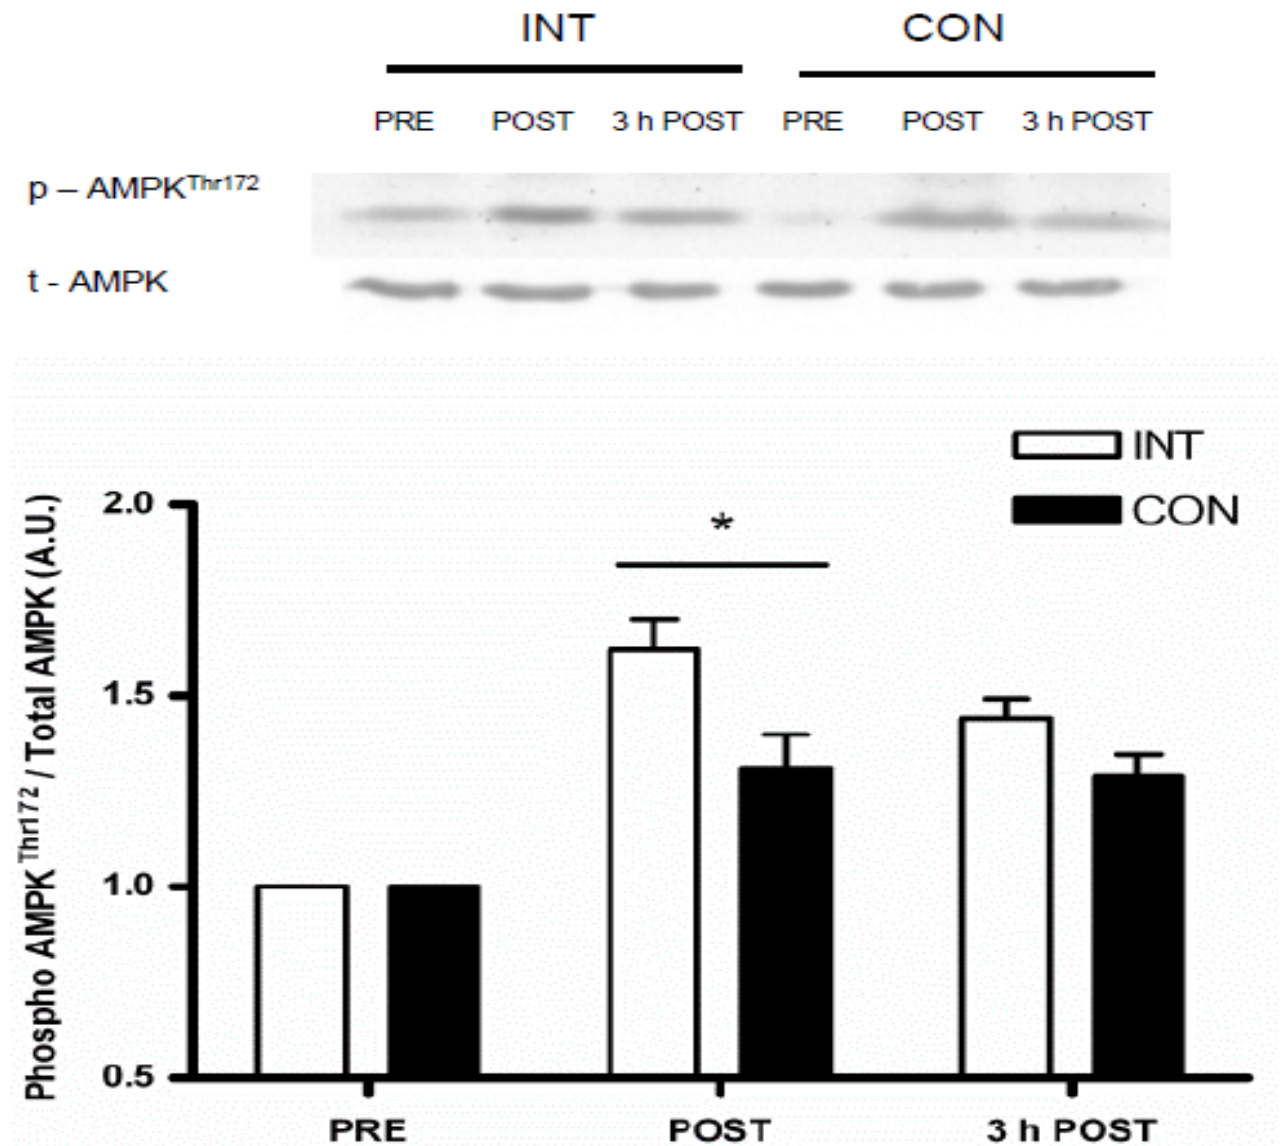 INT CON
PRE POST 3 h POST PRE POST 3 h POST
p – AMPKThr172
t - AMPK
INT
CON
*
Phospho AMPKThr172 / Total AMPK (A.U.)
2.0
1.5
1.0
0.5
PRE POST 3 h POST